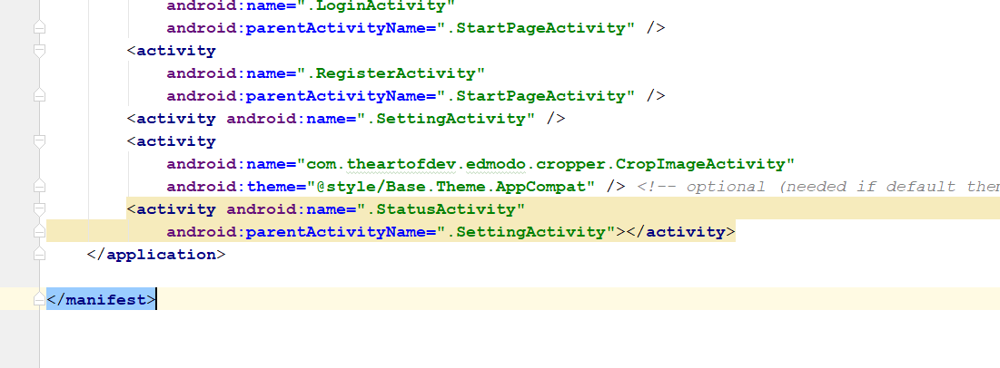 android:name=".LoginActivity"
android:parentActivityName=".StartPageActivity" />
<activity
android:name=".RegisterActivity"
android:parentActivityName=".StartPageActivity" />
<activity android:name=".SettingActivity" />
<activity
android:name="com.theartofdev.edmodo.cropper.CropImageActivity"
android:theme="@style/Base.Theme.AppCompat" /> <!-- optional (needed if default
<activity android:name=".StatusActivity"
android:parentActivityName=".SettingActivity"></activity>
</application>
</manifest>